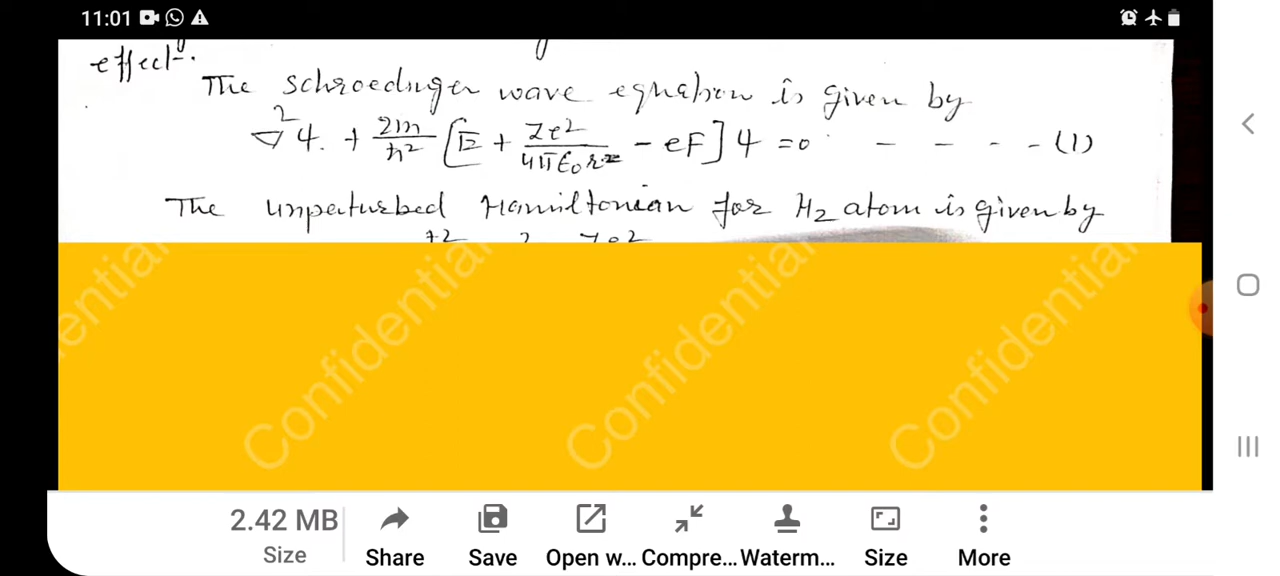 11:01
effect-.
The Schroedinger wave equation is given by
∇²ψ + 2m/ħ² [E + Ze²/4πε₀r - eF] ψ = 0 - - - - (1)
The unperturbed Hamiltonian for H₂ atom is given by
Confidential
Confidential
Confidential
2.42 MB
Size
Share
Save
Open w...
Compre...
Waterm...
Size
More